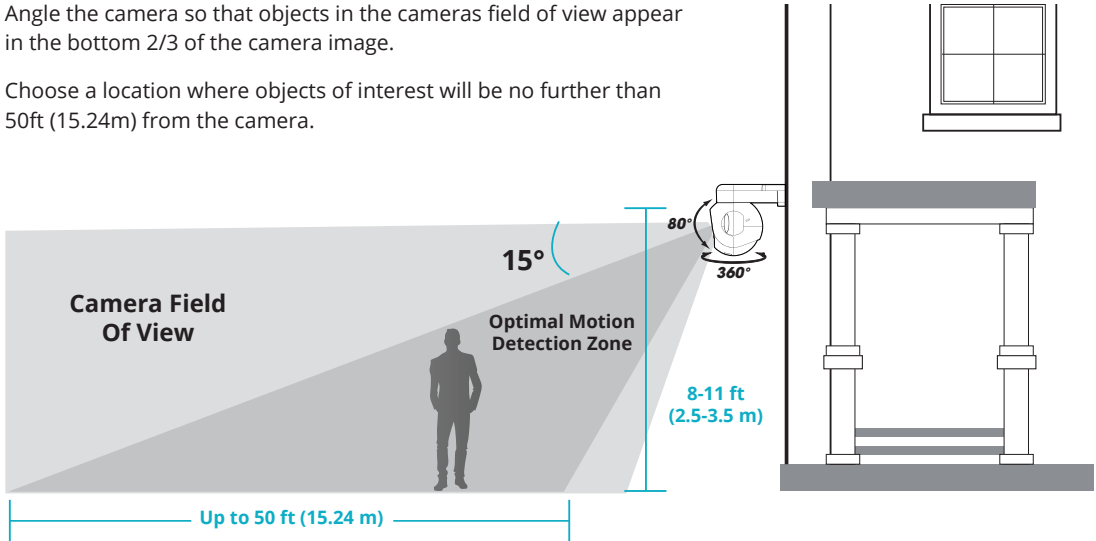 Angle the camera so that objects in the cameras field of view appear
in the bottom 2/3 of the camera image.
Choose a location where objects of interest will be no further than
50ft (15.24m) from the camera.
80°
15°
360°
Camera Field
Of View
Optimal Motion
Detection Zone
8-11 ft
(2.5-3.5 m)
Up to 50 ft (15.24 m)